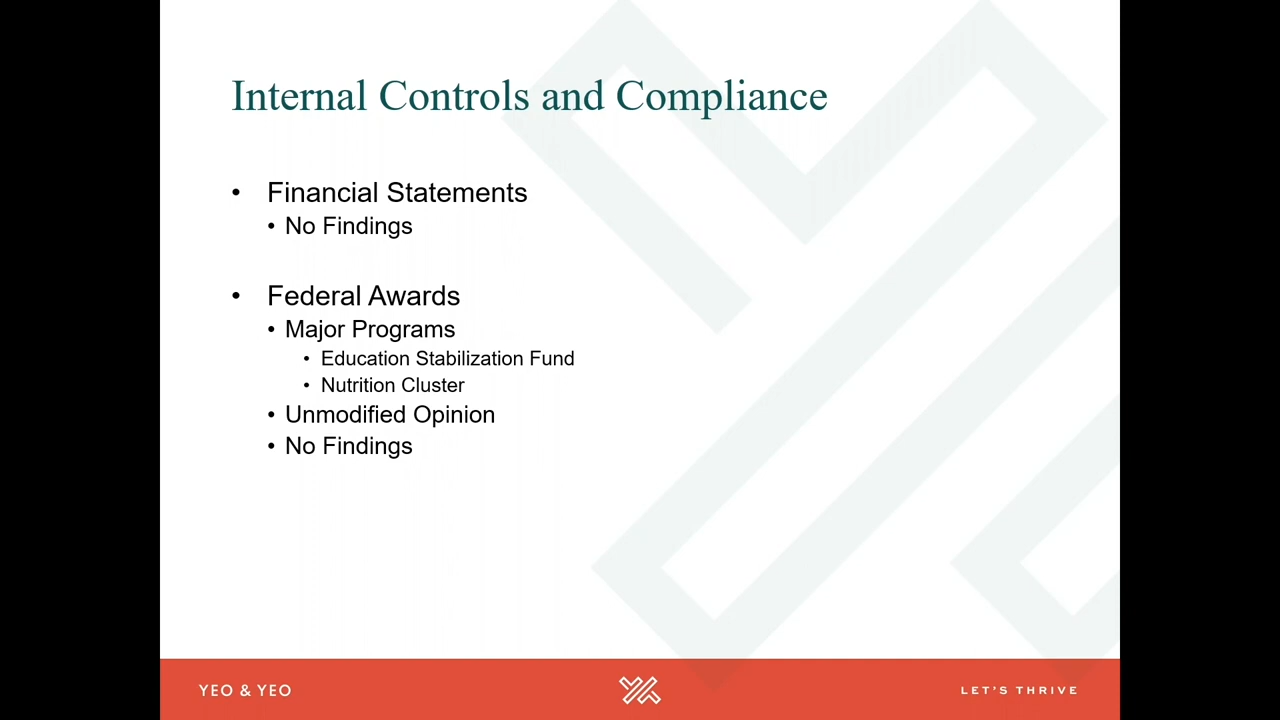 Internal Controls and Compliance
• Financial Statements
• No Findings
• Federal Awards
• Major Programs
• Education Stabilization Fund
• Nutrition Cluster
• Unmodified Opinion
• No Findings
YEO & YEO
LET'S THRIVE